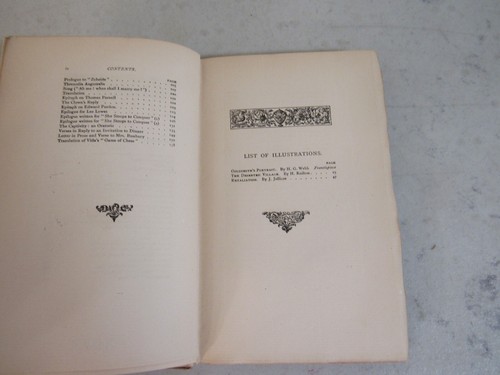 x CONTENTS.
PAGE
Prologue to "Zobeide"
Threnodia Augustalis
Song ("Ah me! when shall I marry me?")
Translation
Epitaph on Thomas Parnell
The Clown's Reply
Epitaph on Edward Purdon
Epilogue for Lee Lewes
Epilogue written for "She Stoops to Conquer" (1)
Epilogue written for "She Stoops to Conquer" (2)
The Captivity: an Oratorio
Verses in Reply to an Invitation to Dinner
Letter in Prose and Verse to Mrs. Bunbury
Translation of Vida's "Game of Chess"
LIST OF ILLUSTRATIONS.
PAGE
GOLDSMITH'S PORTRAIT. By H. C. Wallis Frontispiece
THE DESERTED VILLAGE. By H.
RETALIATION. By J. Jellicoe